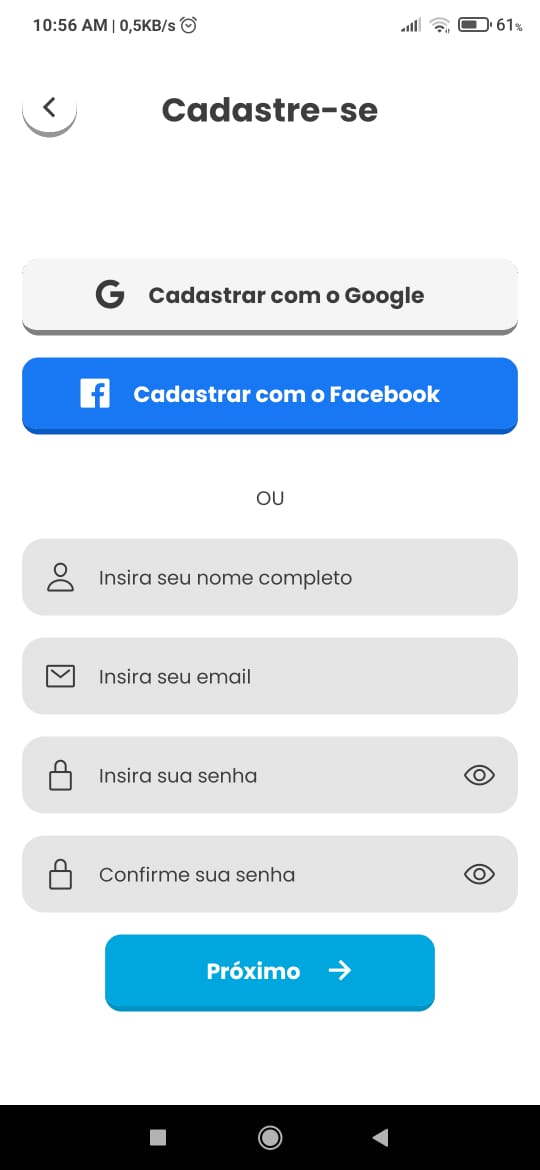 10:56 AM | 0,5KB/s
61%
Cadastre-se
Cadastrar com o Google
Cadastrar com o Facebook
OU
Insira seu nome completo
Insira seu email
Insira sua senha
Confirme sua senha
Próximo